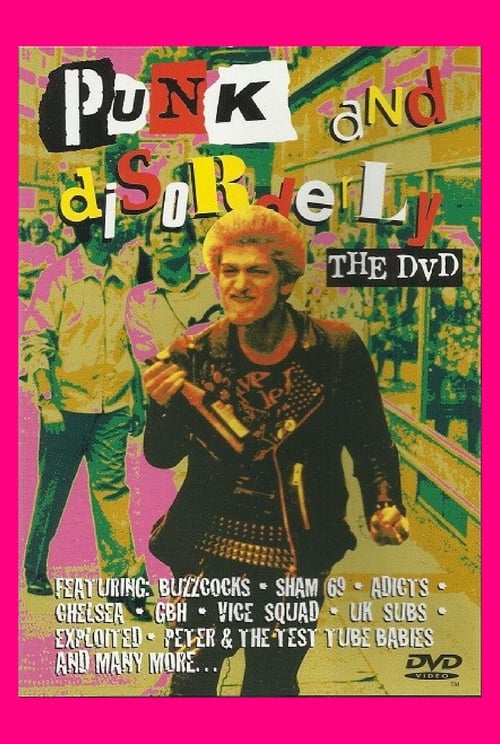 PUNK and
disORderLy
THE DVD
FEATURING: BUZZCOCKS • SHAM 69 • ADICTS •
CHELSEA • GBH • VICE SQUAD • UK SUBS •
EXPLOITED • PETER & THE TEST TUBE BABIES
AND MANY MORE...
DVD
VIDEO
TM